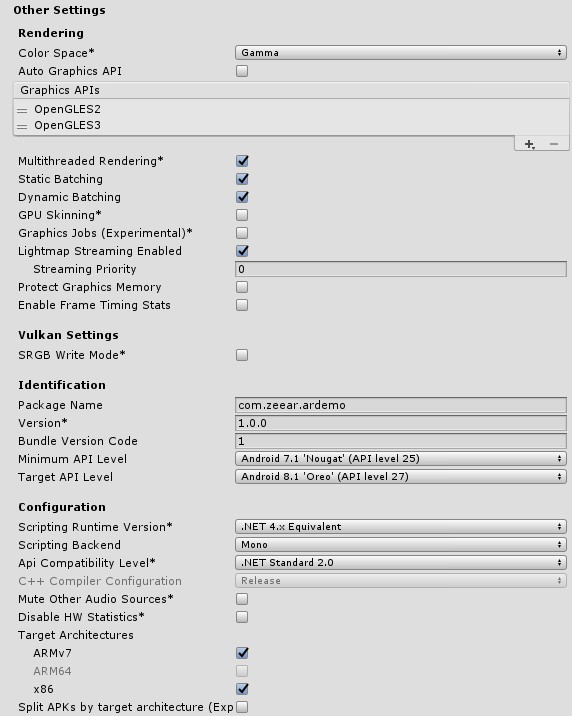 Other Settings
Rendering
Color Space* Gamma
Auto Graphics API
Graphics APIs
OpenGLES2
OpenGLES3
Multithreaded Rendering*
Static Batching
Dynamic Batching
GPU Skinning*
Graphics Jobs (Experimental)*
Lightmap Streaming Enabled
Streaming Priority 0
Protect Graphics Memory
Enable Frame Timing Stats
Vulkan Settings
SRGB Write Mode*
Identification
Package Name com.zeear.ardemo
Version* 1.0.0
Bundle Version Code 1
Minimum API Level Android 7.1 'Nougat' (API level 25)
Target API Level Android 8.1 'Oreo' (API level 27)
Configuration
Scripting Runtime Version* .NET 4.x Equivalent
Scripting Backend Mono
Api Compatibility Level* .NET Standard 2.0
C++ Compiler Configuration Release
Mute Other Audio Sources*
Disable HW Statistics*
Target Architectures
ARMv7
ARM64
x86
Split APKs by target architecture (Exp